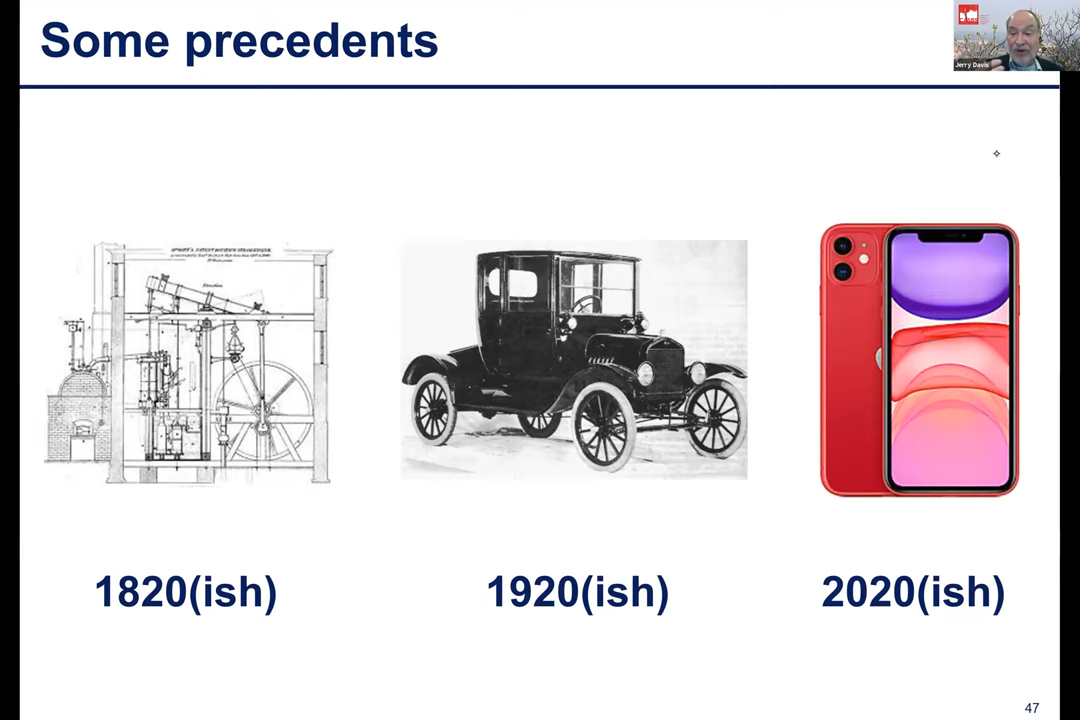 Some precedents
Jerry Davis
1820(ish)
1920(ish)
2020(ish)
47